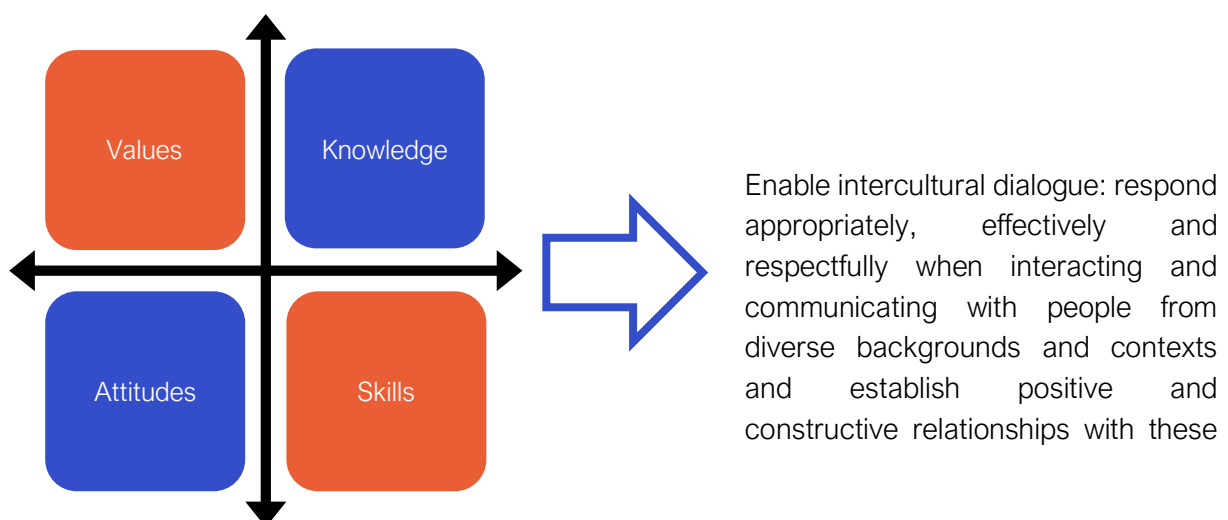 Values
Knowledge
Attitudes
Skills
Enable intercultural dialogue: respond
appropriately, effectively and
respectfully when interacting and
communicating with people from
diverse backgrounds and contexts
and establish positive and
constructive relationships with these